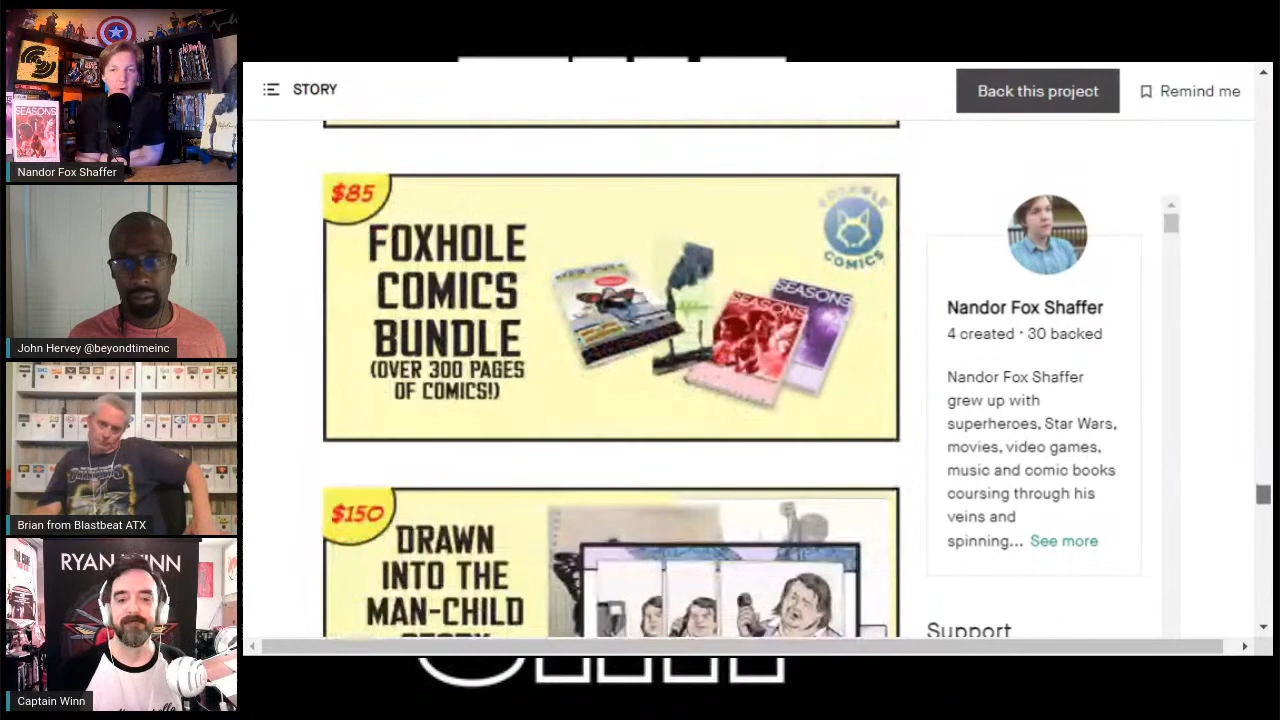 SEASONS
Nandor Fox Shaffer
John Hervey @beyondtimeinc
Brian from Blastbeat ATX
RYAN WINN
Captain Winn
STORY
Back this project
Remind me
$85
FOXHOLE
COMICS
BUNDLE
(OVER 300 PAGES
OF COMICS!)
SEASONS
SEASONS
FOXHOLE
COMICS
$150
DRAWN
INTO THE
MAN-CHILD
STORY
Nandor Fox Shaffer
4 created · 30 backed
Nandor Fox Shaffer
grew up with
superheroes, Star Wars,
movies, video games,
music and comic books
coursing through his
veins and
spinning... See more
Support